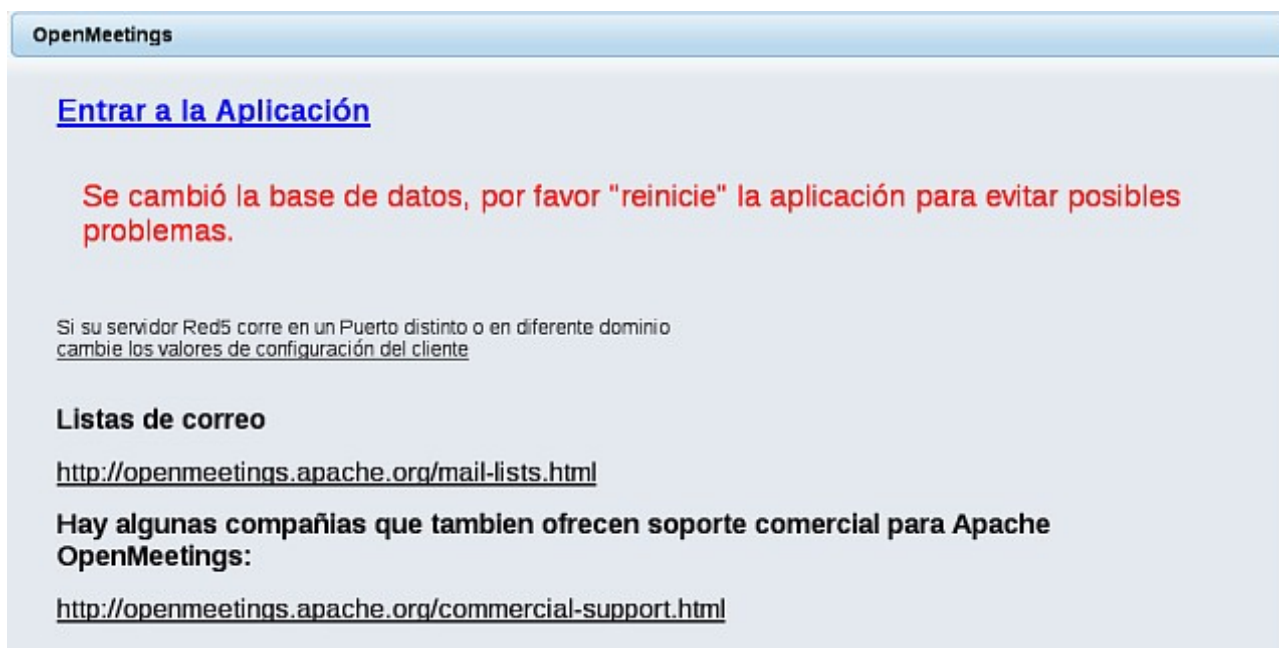 OpenMeetings
Entrar a la Aplicación
Se cambió la base de datos, por favor "reinicie" la aplicación para evitar posibles
problemas.
Si su servidor Red5 corre en un Puerto distinto o en diferente dominio
cambie los valores de configuración del cliente
Listas de correo
http://openmeetings.apache.org/mail-lists.html
Hay algunas compañias que tambien ofrecen soporte comercial para Apache
OpenMeetings:
http://openmeetings.apache.org/commercial-support.html